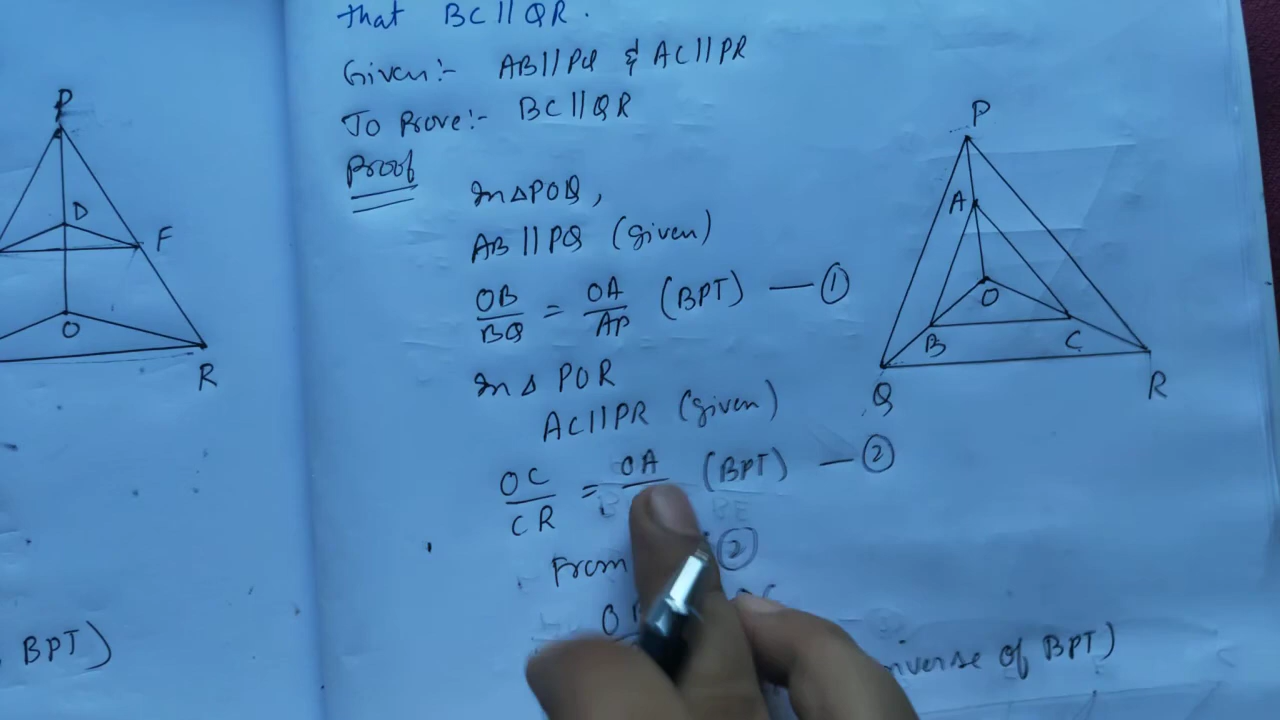 that BC || QR.
Given:- AB||PQ & AC||PR
To Prove:- BC||QR
Proof
In △POQ,
AB||PQ (given)
OB/BQ = OA/AP (BPT) — ①
In △ POR
AC||PR (given)
OC/CR = OA (BPT) — ②
From ②
BPT)
of BPT)
P
D
F
O
R
P
A
O
B
C
Q
R